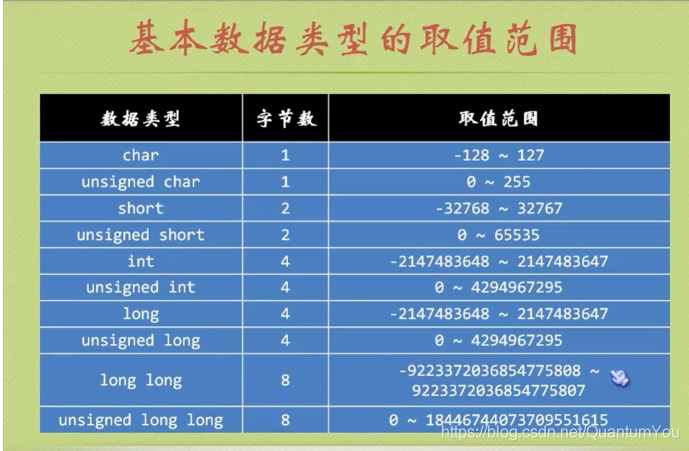 基本数据类型的取值范围
数据类型 字节数 取值范围
char 1 -128 ~ 127
unsigned char 1 0 ~ 255
short 2 -32768 ~ 32767
unsigned short 2 0 ~ 65535
int 4 -2147483648 ~ 2147483647
unsigned int 4 0 ~ 4294967295
long 4 -2147483648 ~ 2147483647
unsigned long 4 0 ~ 4294967295
long long 8 -9223372036854775808 ~
9223372036854775807
unsigned long long 8 0 ~ 18446744073709551615
https://blog.csdn.net/QuantumYou